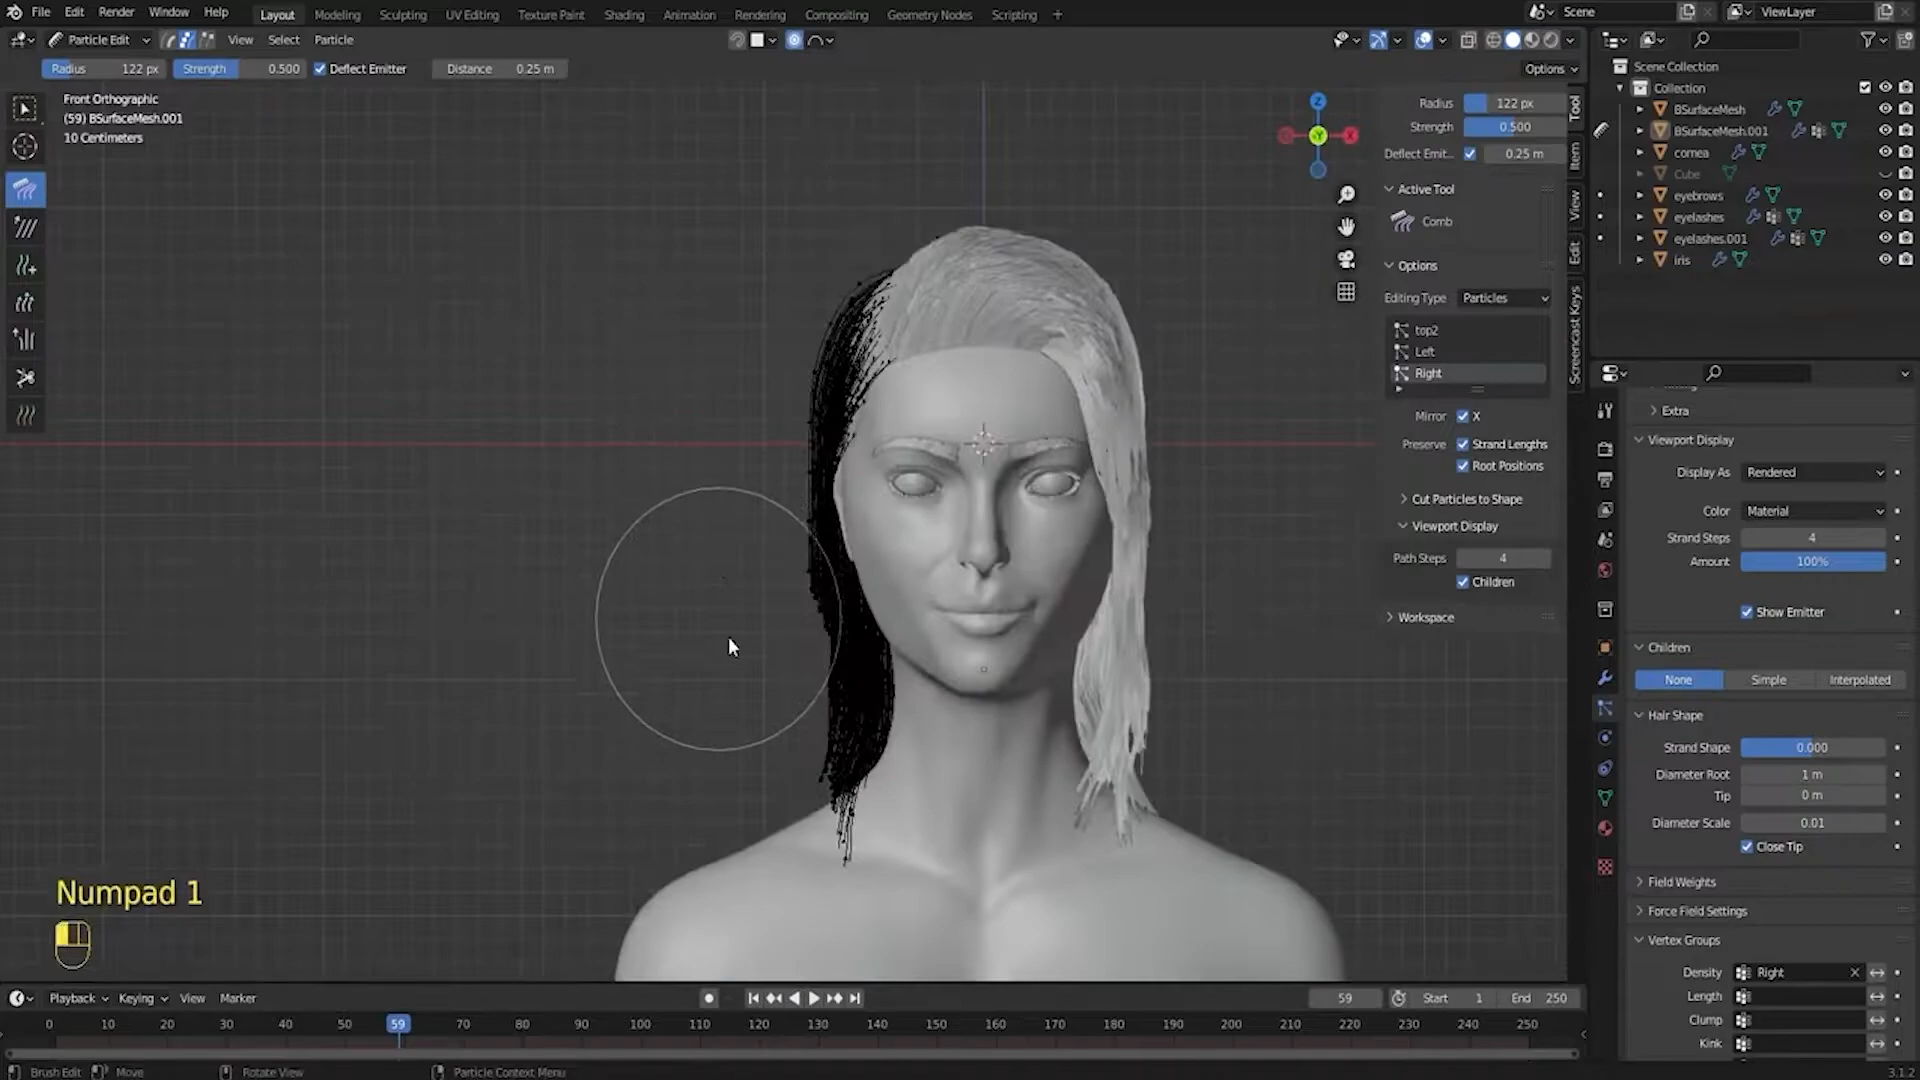 File Edit Render Window Help Layout Modeling Sculpting UV Editing Texture Paint Shading Animation Rendering Compositing Geometry Nodes Scripting + Scene ViewLayer
Particle Edit View Select Particle
Radius 122 px Strength 0.500 Deflect Emitter Distance 0.25 m Options
Front Orthographic
(59) BSurfaceMesh.001
10 Centimeters
Z
Y
X
Radius 122 px
Strength 0.500
Deflect Emit... 0.25 m
Active Tool
Comb
Options
Editing Type Particles
top2
Left
Right
Mirror X
Preserve Strand Lengths
Root Positions
Cut Particles to Shape
Viewport Display
Path Steps 4
Children
Workspace
Tool
Item
View
Edit
Screencast Keys
Scene Collection
Collection
BSurfaceMesh
BSurfaceMesh.001
cornea
Cube
eyebrows
eyelashes
eyelashes.001
iris
Extra
Viewport Display
Display As Rendered
Color Material
Strand Steps 4
Amount 100%
Show Emitter
Children
None Simple Interpolated
Hair Shape
Strand Shape 0.000
Diameter Root 1 m
Tip 0 m
Diameter Scale 0.01
Close Tip
Field Weights
Force Field Settings
Vertex Groups
Density Right
Length
Clump
Kink
Numpad 1
Playback Keying View Marker 59 Start 1 End 250
0 10 20 30 40 50 59 70 80 90 100 110 120 130 140 150 160 170 180 190 200 210 220 230 240 250
Brush Edit Move Rotate View Particle Context Menu 3.1.2